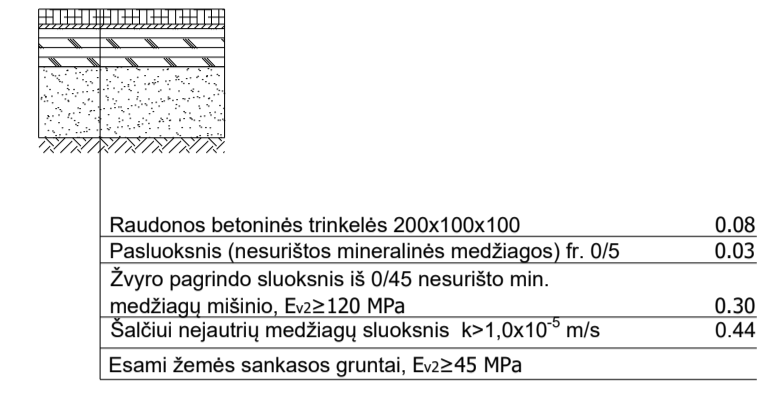 Raudonos betoninės trinkelės 200x100x100 0.08
Pasluoksnis (nesurištos mineralinės medžiagos) fr. 0/5 0.03
Žvyro pagrindo sluoksnis iš 0/45 nesurišto min.
medžiagų mišinio, Ev2≥120 MPa 0.30
Šalčiui nejautrių medžiagų sluoksnis k>1,0x10⁻⁵ m/s 0.44
Esami žemės sankasos gruntai, Ev2≥45 MPa